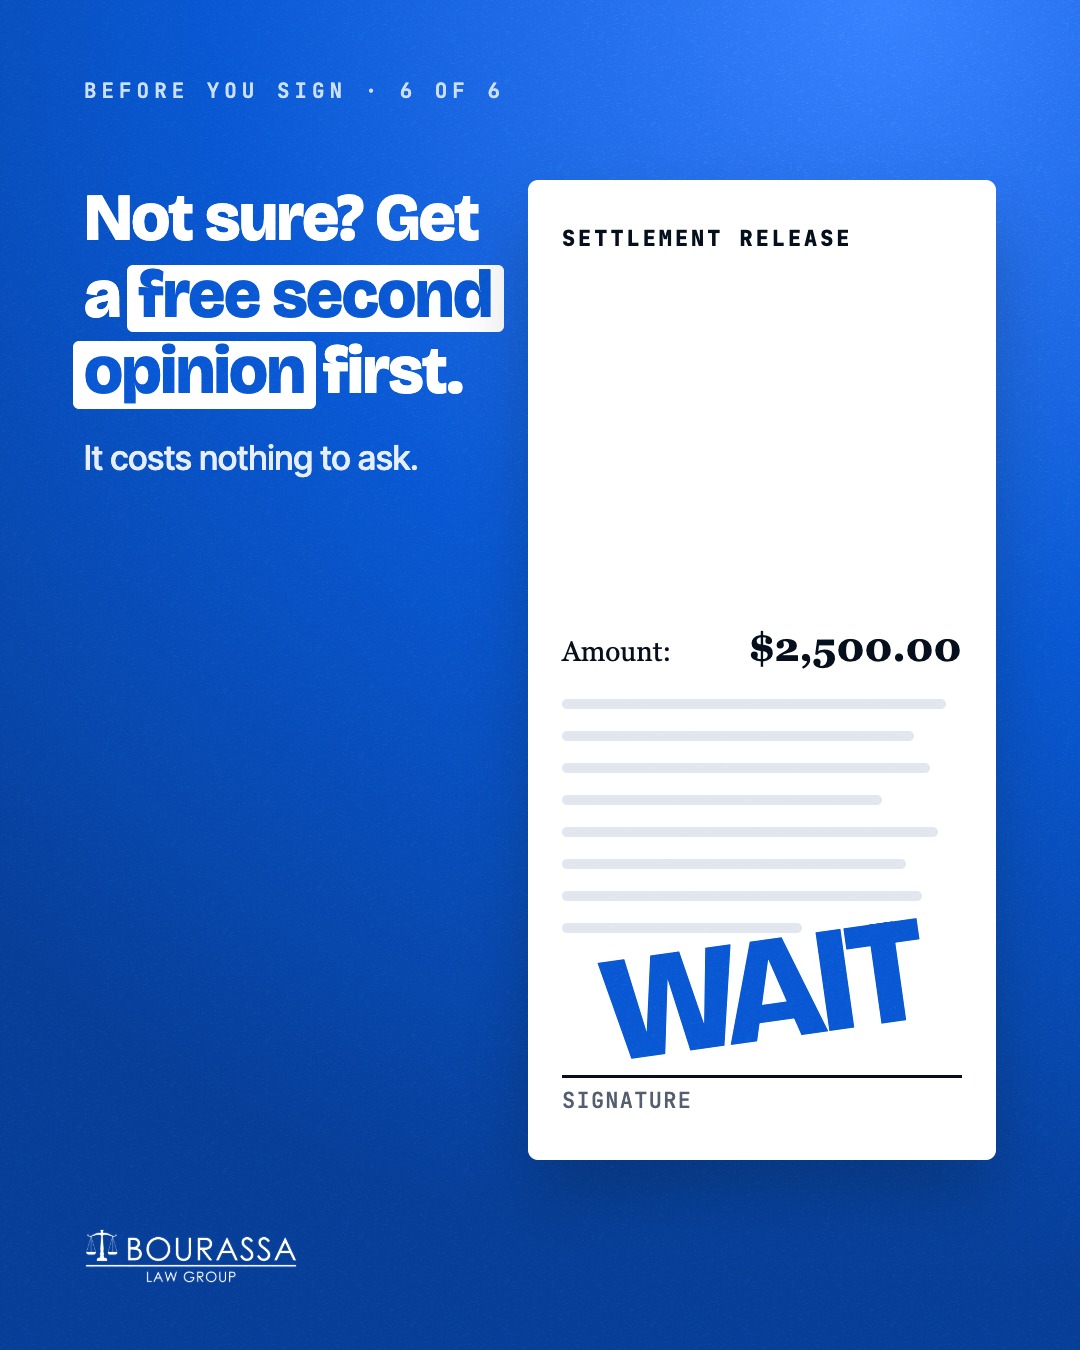 BEFORE YOU SIGN · 6 OF 6
Not sure? Get
a free second
opinion first.
It costs nothing to ask.
SETTLEMENT RELEASE
Amount: $2,500.00
WAIT
SIGNATURE
BOURASSA
LAW GROUP